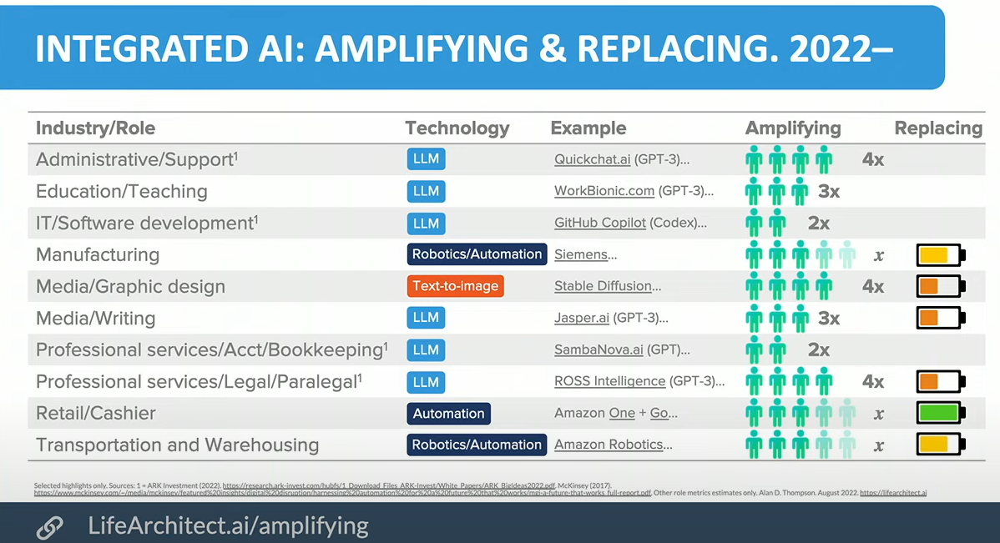 INTEGRATED AI: AMPLIFYING & REPLACING. 2022–
Industry/Role Technology Example Amplifying Replacing
Administrative/Support¹ LLM Quickchat.ai (GPT-3)... 4x
Education/Teaching LLM WorkBionic.com (GPT-3)... 3x
IT/Software development¹ LLM GitHub Copilot (Codex)... 2x
Manufacturing Robotics/Automation Siemens... x
Media/Graphic design Text-to-image Stable Diffusion... 4x
Media/Writing LLM Jasper.ai (GPT-3)... 3x
Professional services/Acct/Bookkeeping¹ LLM SambaNova.ai (GPT)... 2x
Professional services/Legal/Paralegal¹ LLM ROSS Intelligence (GPT-3)... 4x
Retail/Cashier Automation Amazon One + Go... x
Transportation and Warehousing Robotics/Automation Amazon Robotics... x
Selected highlights only. Sources: 1 = ARK Investment (2022). https://research.ark-invest.com/hubfs/1_Download_Files_ARK-Invest/White_Papers/ARK_BigIdeas2022.pdf, McKinsey (2017).
https://www.mckinsey.com/~/media/mckinsey/featured%20insights/digital%20disruption/harnessing%20automation%20for%20a%20future%20that%20works/mgi-a-future-that-works_full-report.pdf. Other role metrics estimates only. Alan D. Thompson. August 2022. https://lifearchitect.ai
LifeArchitect.ai/amplifying